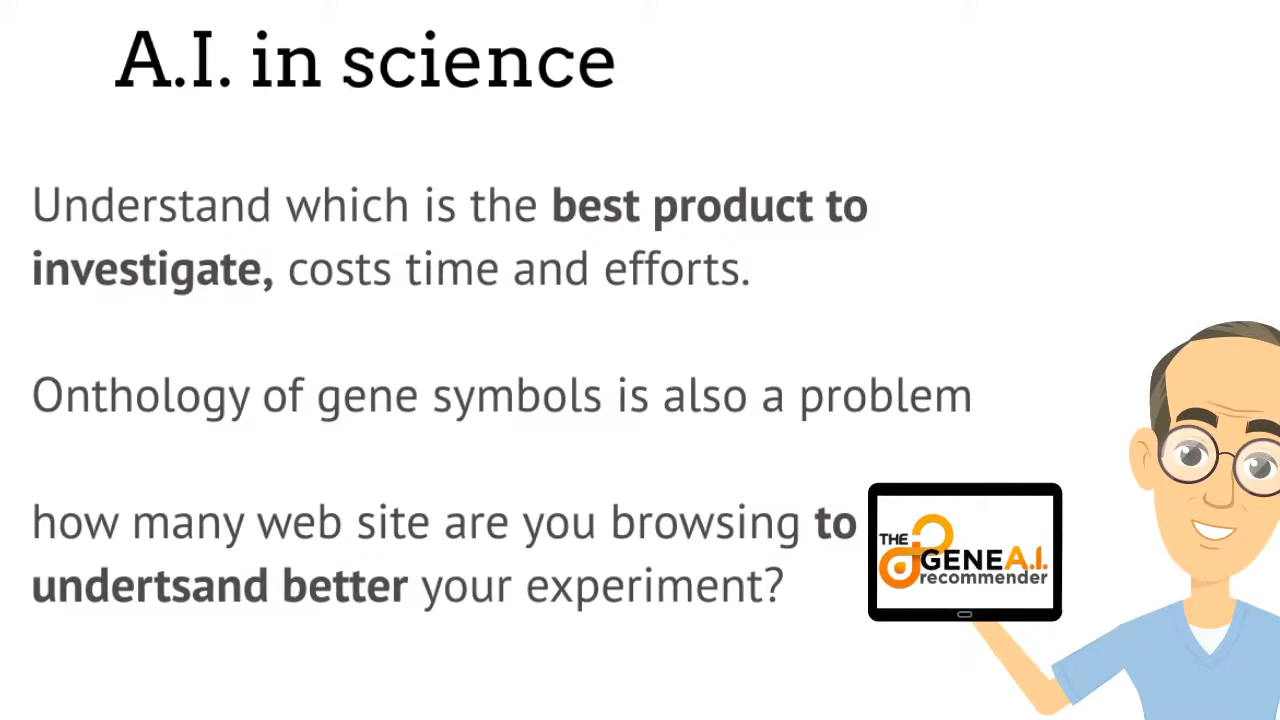 A.I. in science
Understand which is the best product to
investigate, costs time and efforts.
Onthology of gene symbols is also a problem
how many web site are you browsing to
undertsand better your experiment?
THE
GENE A.I.
recommender